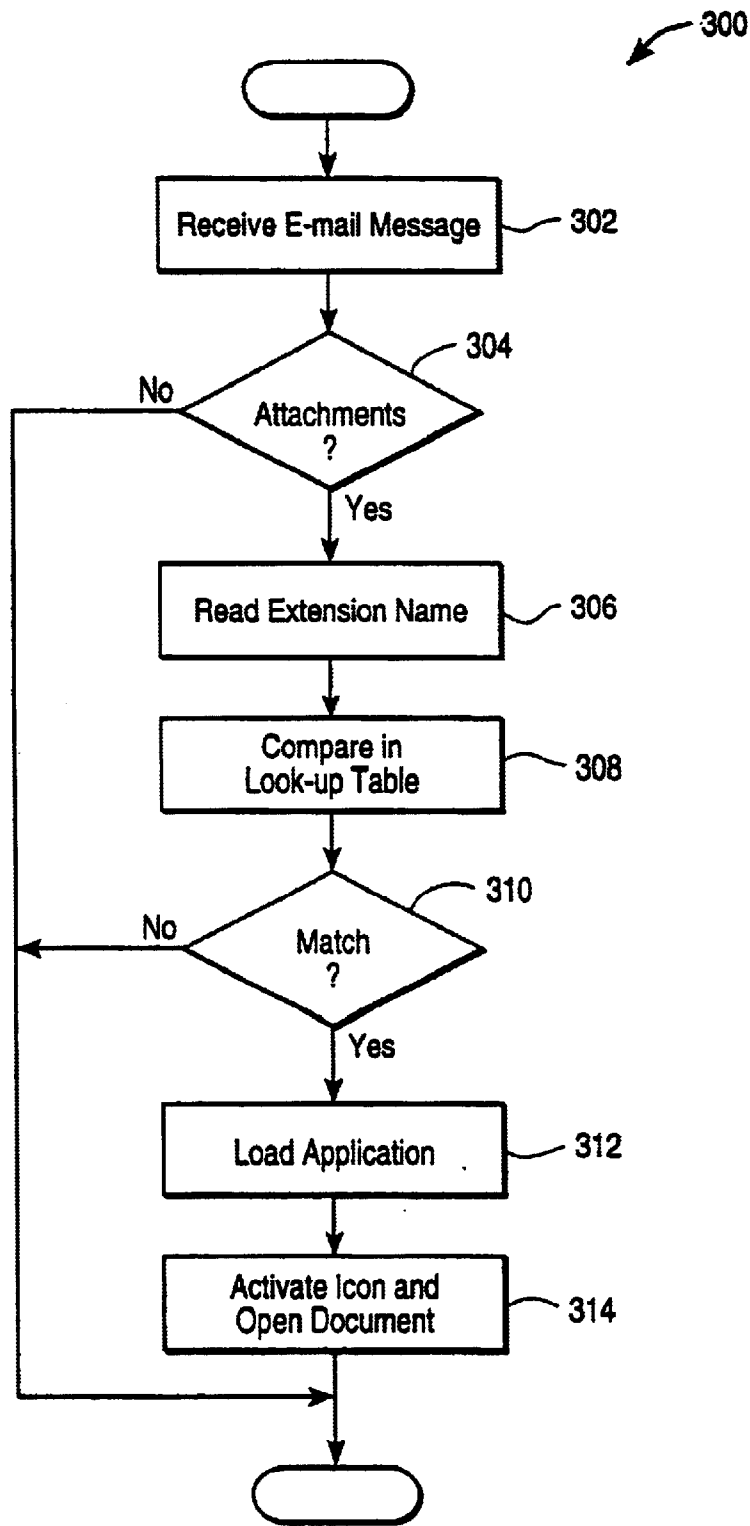 300
Receive E-mail Message
302
304
No
Attachments
?
Yes
Read Extension Name
306
Compare in
Look-up Table
308
310
No
Match
?
Yes
Load Application
312
Activate Icon and
Open Document
314